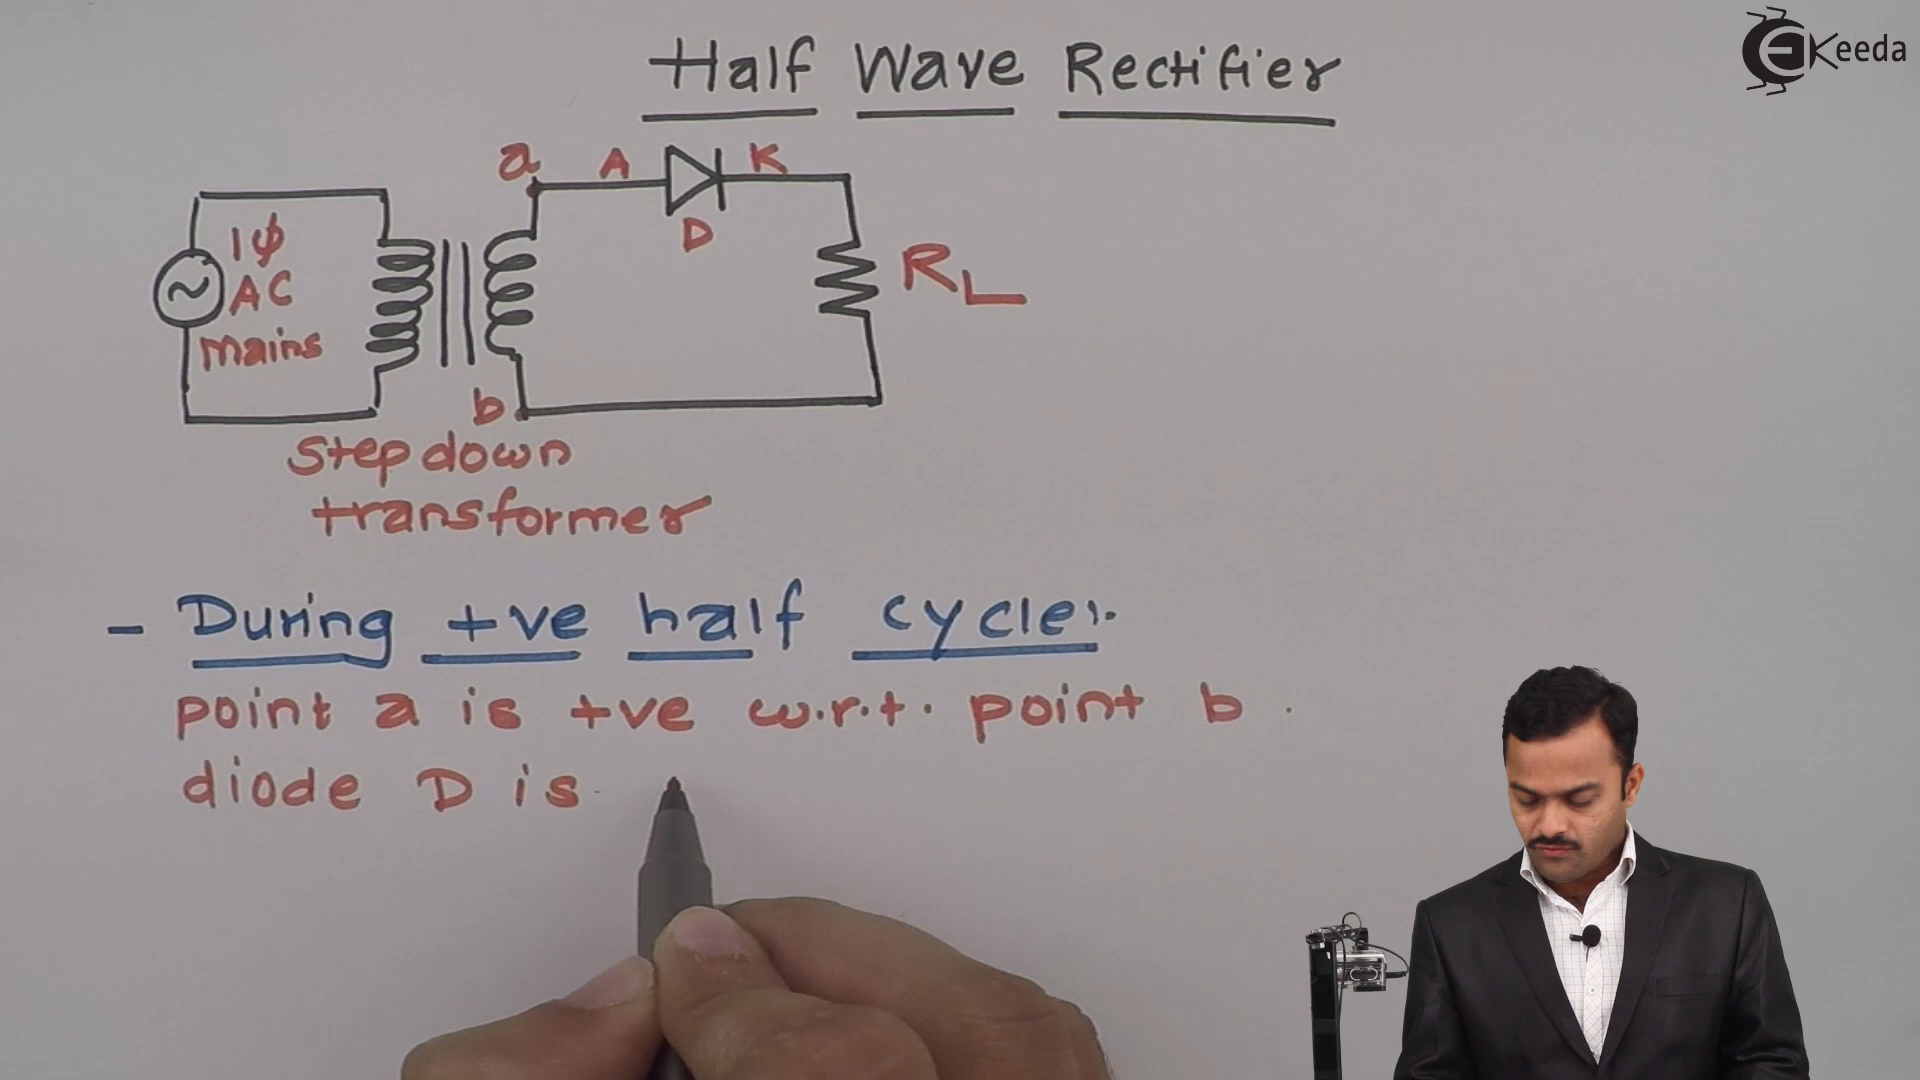 Half Wave Rectifier
EKeeda
a A K
D
1ϕ
AC
mains
RL
b
Step down
transformer
- During +ve half cycle:
point a is +ve w.r.t. point b.
diode D is